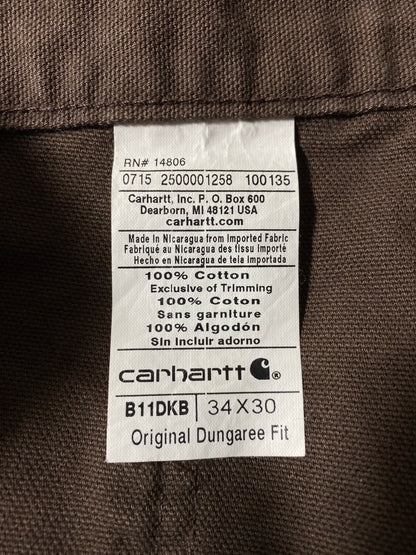 RN# 14806
0715 2500001258 100135
Carhartt, Inc. P. O. Box 600
Dearborn, MI 48121 USA
carhartt.com
Made in Nicaragua from Imported Fabric
Fabriqué au Nicaragua des tissu Importés
Hecho en Nicaragua de tela importada
100% Cotton
Exclusive of Trimming
100% Coton
Sans garniture
100% Algodón
Sin incluir adorno
carhartt ®
B11DKB 34X30
Original Dungaree Fit